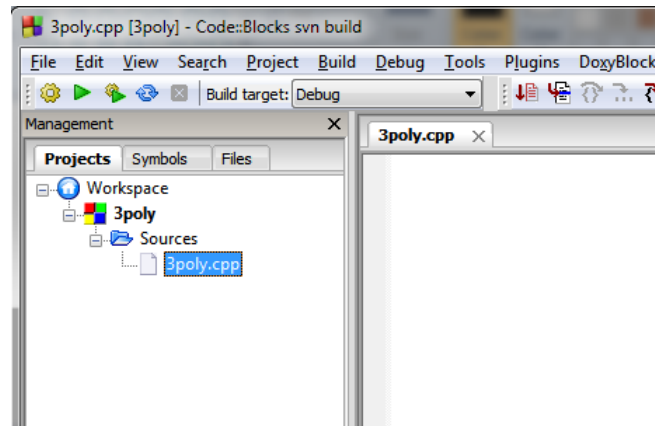 3poly.cpp [3poly] - Code::Blocks svn build
File Edit View Search Project Build Debug Tools Plugins DoxyBlock
Build target: Debug
Management
3poly.cpp
Projects Symbols Files
Workspace
3poly
Sources
3poly.cpp